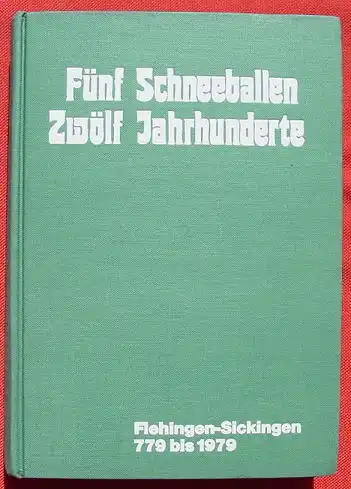 Fünf Schneeballen
Zwölf Jahrhunderte
Flehingen-Sickingen
779 bis 1979